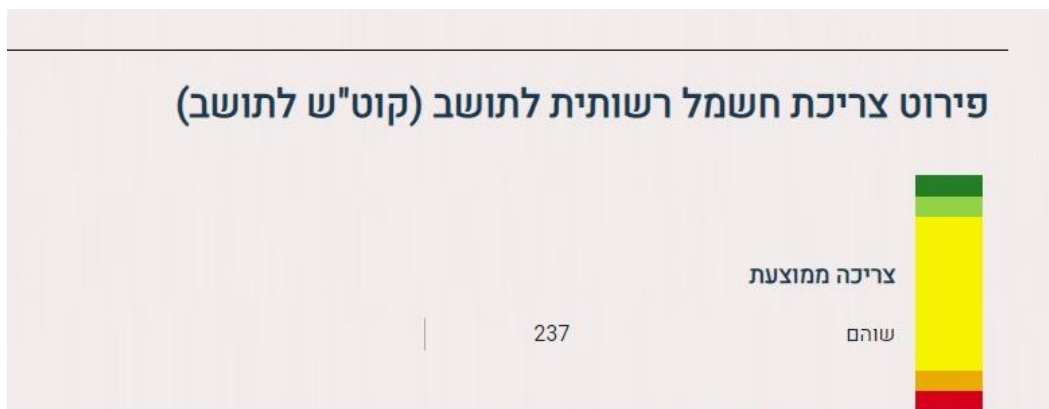 פירוט צריכת חשמל רשותית לתושב (קוט"ש לתושב)
צריכה ממוצעת
שוהם 237